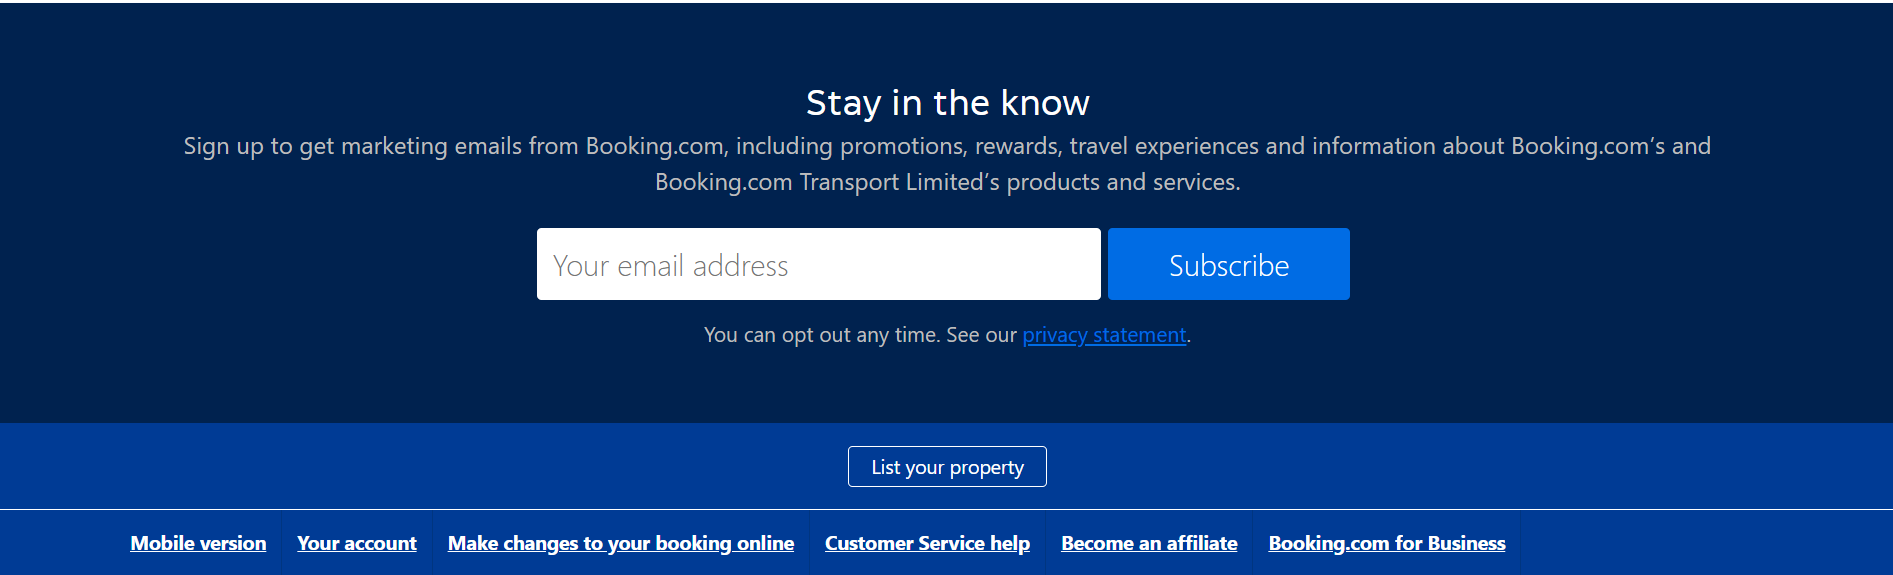 Stay in the know
Sign up to get marketing emails from Booking.com, including promotions, rewards, travel experiences and information about Booking.com’s and
Booking.com Transport Limited’s products and services.
Your email address
Subscribe
You can opt out any time. See our privacy statement.
List your property
Mobile version Your account Make changes to your booking online Customer Service help Become an affiliate Booking.com for Business